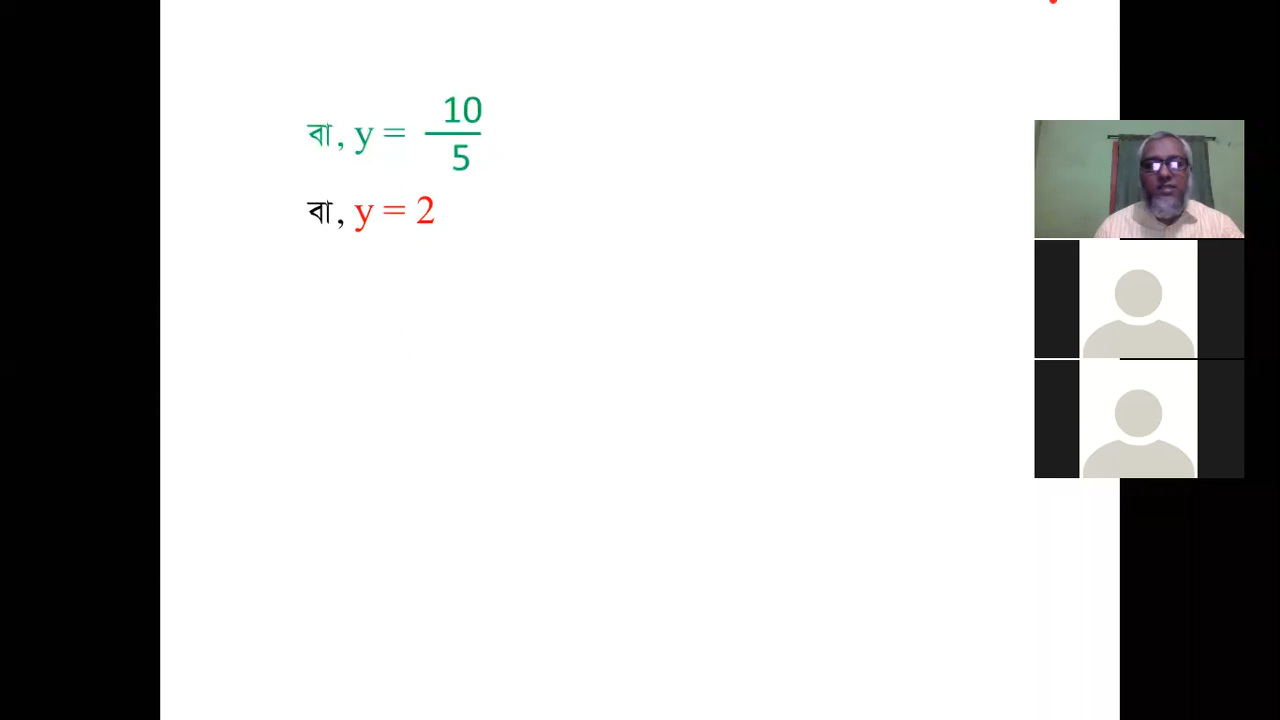 বা, y = 10/5
বা, y = 2